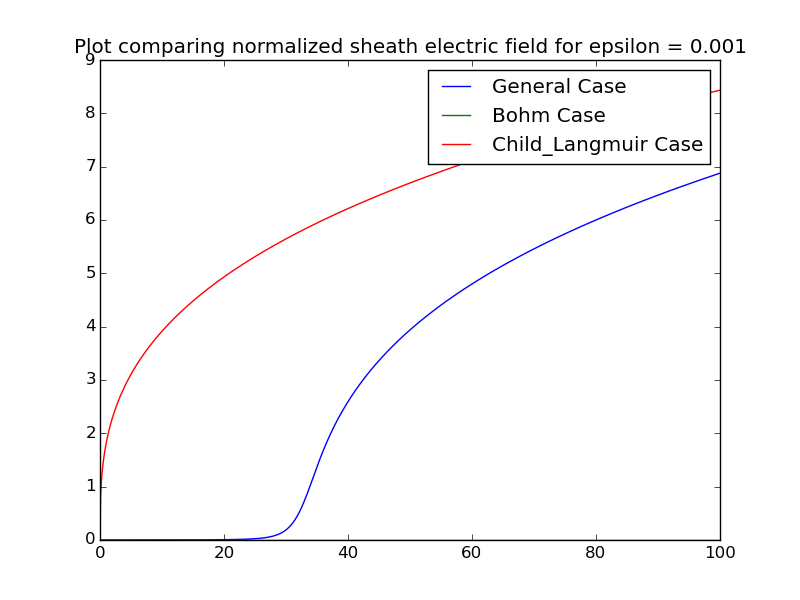 Plot comparing normalized sheath electric field for epsilon = 0.001
9
General Case
8
Bohm Case
Child_Langmuir Case
7
6
5
4
3
2
1
0
0 20 40 60 80 100